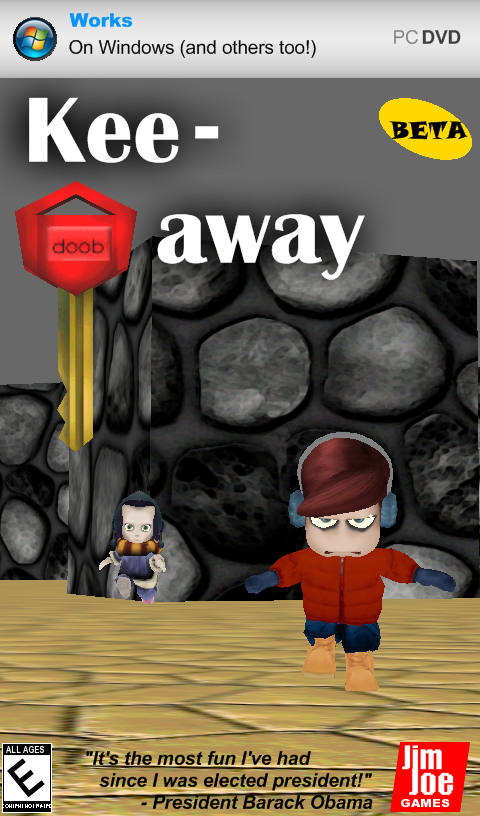 Works
On Windows (and others too!)
PC DVD
Kee-
BETA
away
doob
ALL AGES
E
"It's the most fun I've had
since I was elected president!"
- President Barack Obama
Jim
Joe
GAMES